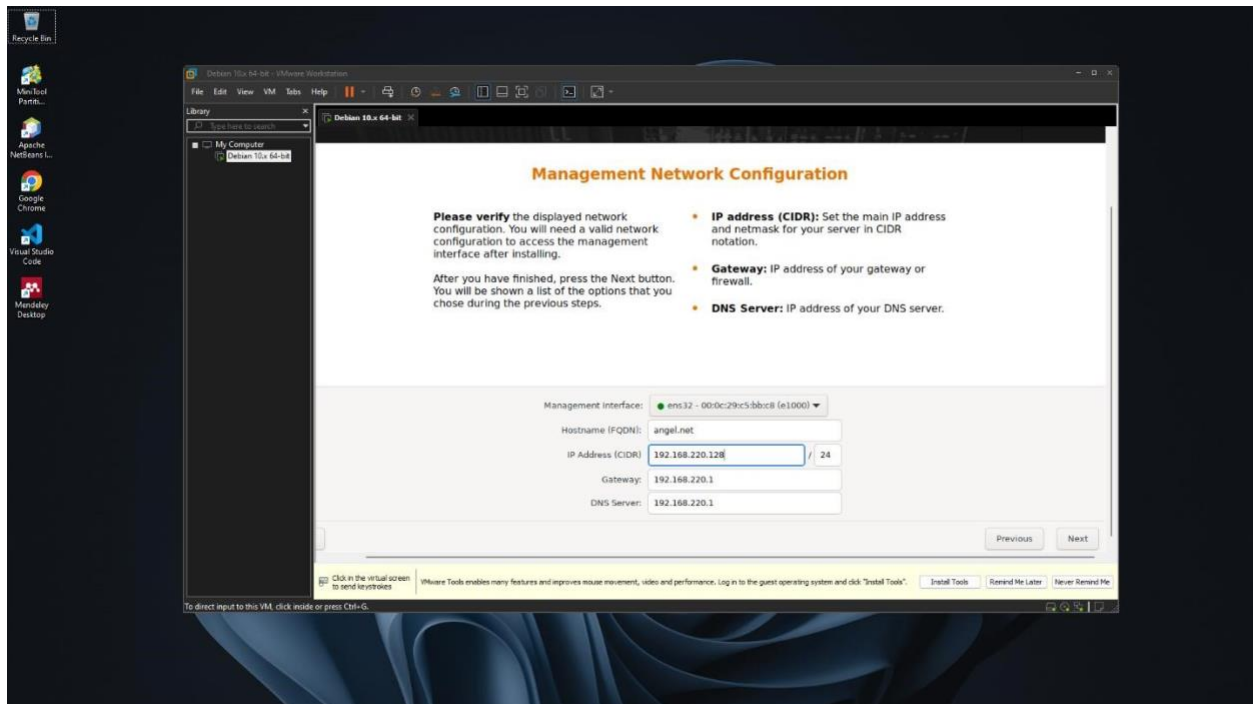 Recycle Bin
MiniTool
Partiti...
Apache
NetBeans I...
Google
Chrome
Visual Studio
Code
Mendeley
Desktop
Debian 10.x 64-bit - VMware Workstation
File Edit View VM Tabs Help
Library
Type here to search
My Computer
Debian 10.x 64-bit
Debian 10.x 64-bit
Management Network Configuration
Please verify the displayed network
configuration. You will need a valid network
configuration to access the management
interface after installing.
After you have finished, press the Next button.
You will be shown a list of the options that you
chose during the previous steps.
• IP address (CIDR): Set the main IP address
and netmask for your server in CIDR
notation.
• Gateway: IP address of your gateway or
firewall.
• DNS Server: IP address of your DNS server.
Management Interface: ens32 - 00:0c:29:c5:bb:c8 (e1000)
Hostname (FQDN): angel.net
IP Address (CIDR) 192.168.220.128 / 24
Gateway: 192.168.220.1
DNS Server: 192.168.220.1
Previous Next
Click in the virtual screen
to send keystrokes
VMware Tools enables many features and improves mouse movement, video and performance. Log in to the guest operating system and click "Install Tools".
Install Tools Remind Me Later Never Remind Me
To direct input to this VM, click inside or press Ctrl+G.